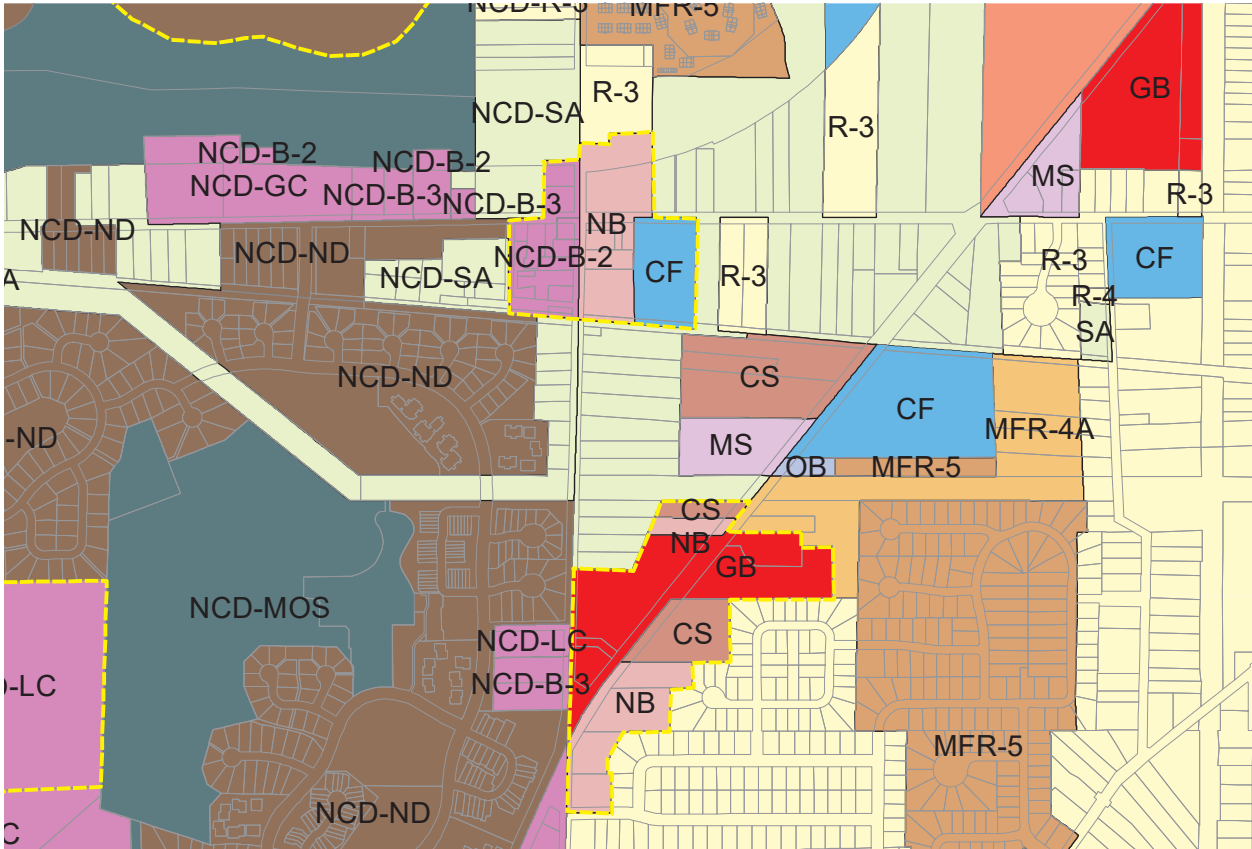 NCD-R-3
MFR-5
NCD-SA
R-3
GB
R-3
NCD-B-2
NCD-B-2
NCD-GC
NCD-B-3
NCD-B-3
MS
R-3
NCD-ND
NB
NCD-ND
NCD-B-2
NCD-SA
CF
R-3
R-3
CF
A
R-4
SA
NCD-ND
CS
CF
-ND
MS
MFR-4A
OB
MFR-5
CS
NB
GB
NCD-MOS
NCD-LC
CS
-LC
NCD-B-3
NB
MFR-5
NCD-ND
C